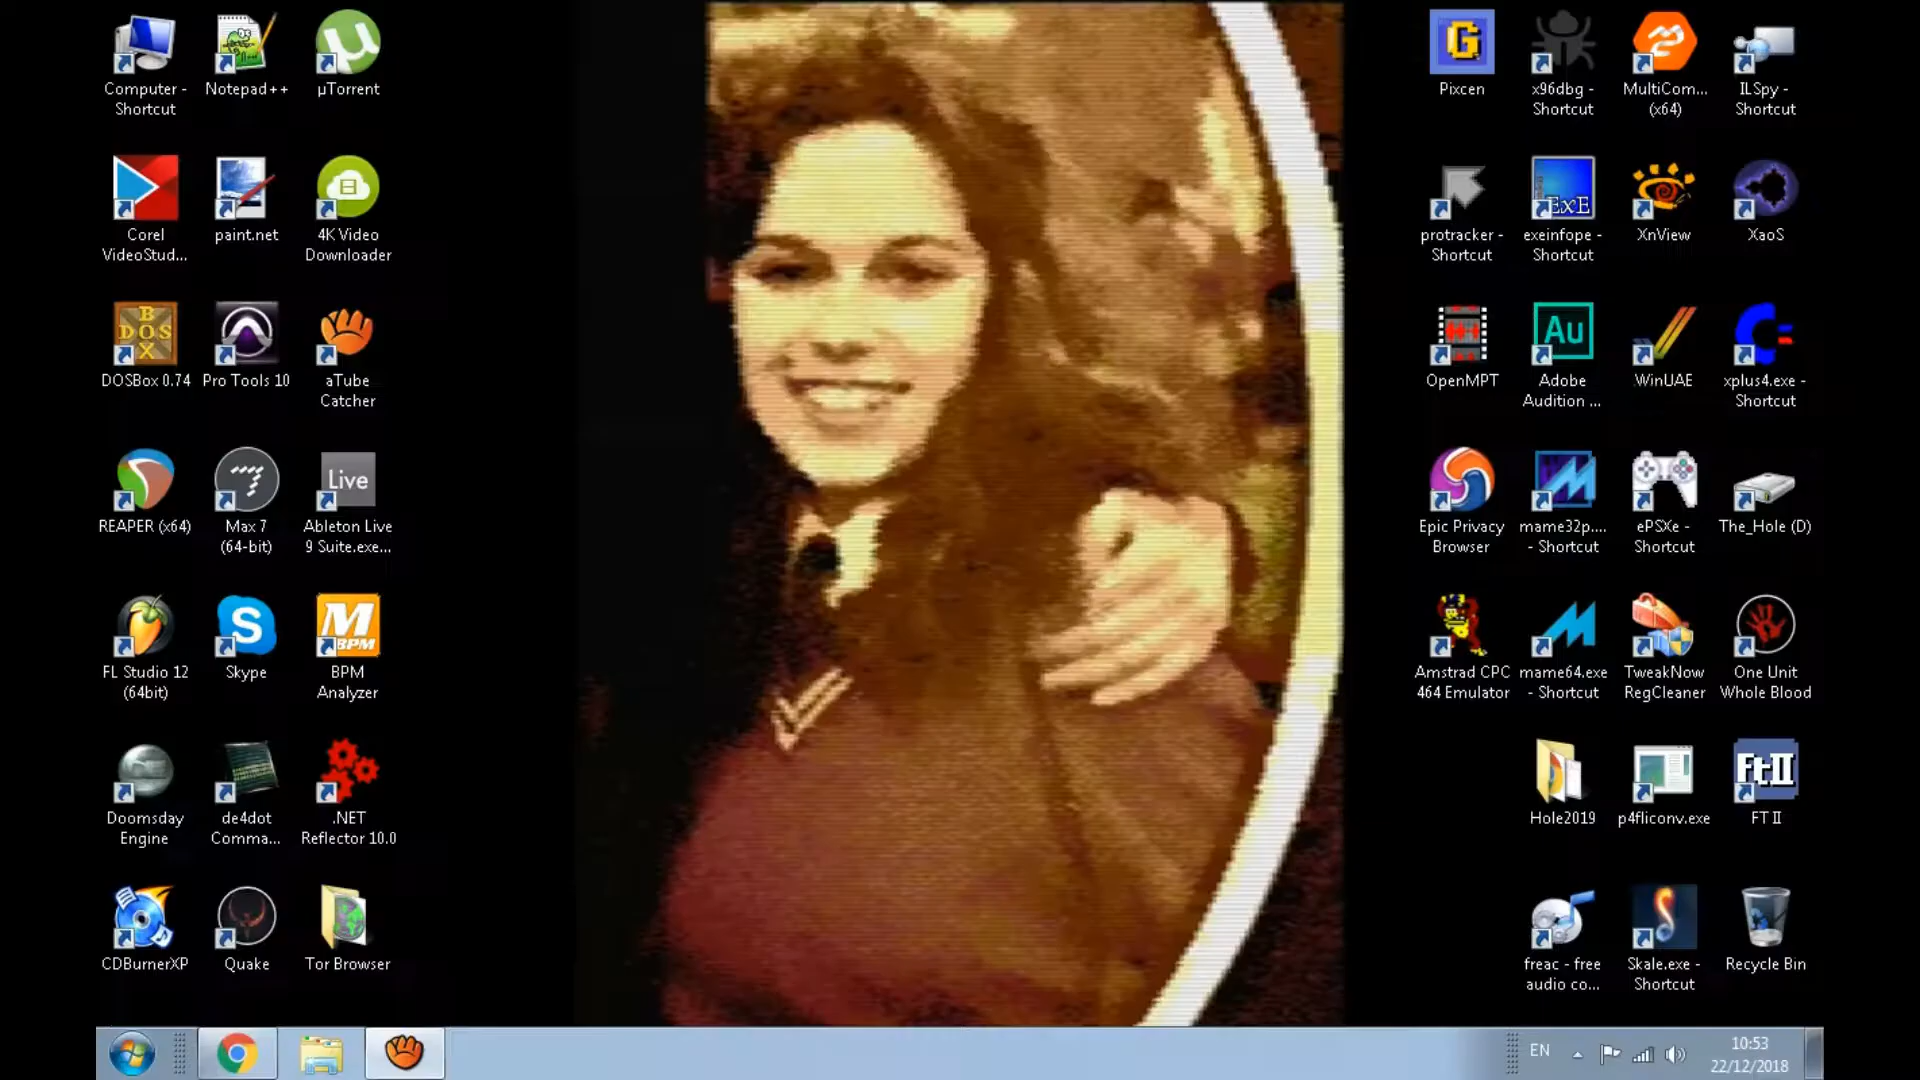 Computer -
Shortcut
Notepad++
µTorrent
Corel
VideoStud...
paint.net
4K Video
Downloader
BOX
DOS
DOSBox 0.74
Pro Tools 10
aTube
Catcher
REAPER (x64)
Max 7
(64-bit)
Live
Ableton Live
9 Suite.exe...
FL Studio 12
(64bit)
S
Skype
M
BPM
BPM
Analyzer
Doomsday
Engine
de4dot
Comma...
.NET
Reflector 10.0
CDBurnerXP
Quake
Tor Browser
G
Pixcen
x96dbg -
Shortcut
MultiCom...
(x64)
ILSpy -
Shortcut
protracker -
Shortcut
ExE
exeinfope -
Shortcut
XnView
XaoS
OpenMPT
Au
Adobe
Audition ...
WinUAE
xplus4.exe -
Shortcut
Epic Privacy
Browser
mame32p....
- Shortcut
ePSXe -
Shortcut
The_Hole (D)
Amstrad CPC
464 Emulator
mame64.exe
- Shortcut
TweakNow
RegCleaner
One Unit
Whole Blood
Hole2019
p4fliconv.exe
FtII
FT II
freac - free
audio co...
Skale.exe -
Shortcut
Recycle Bin
EN
10:53
22/12/2018